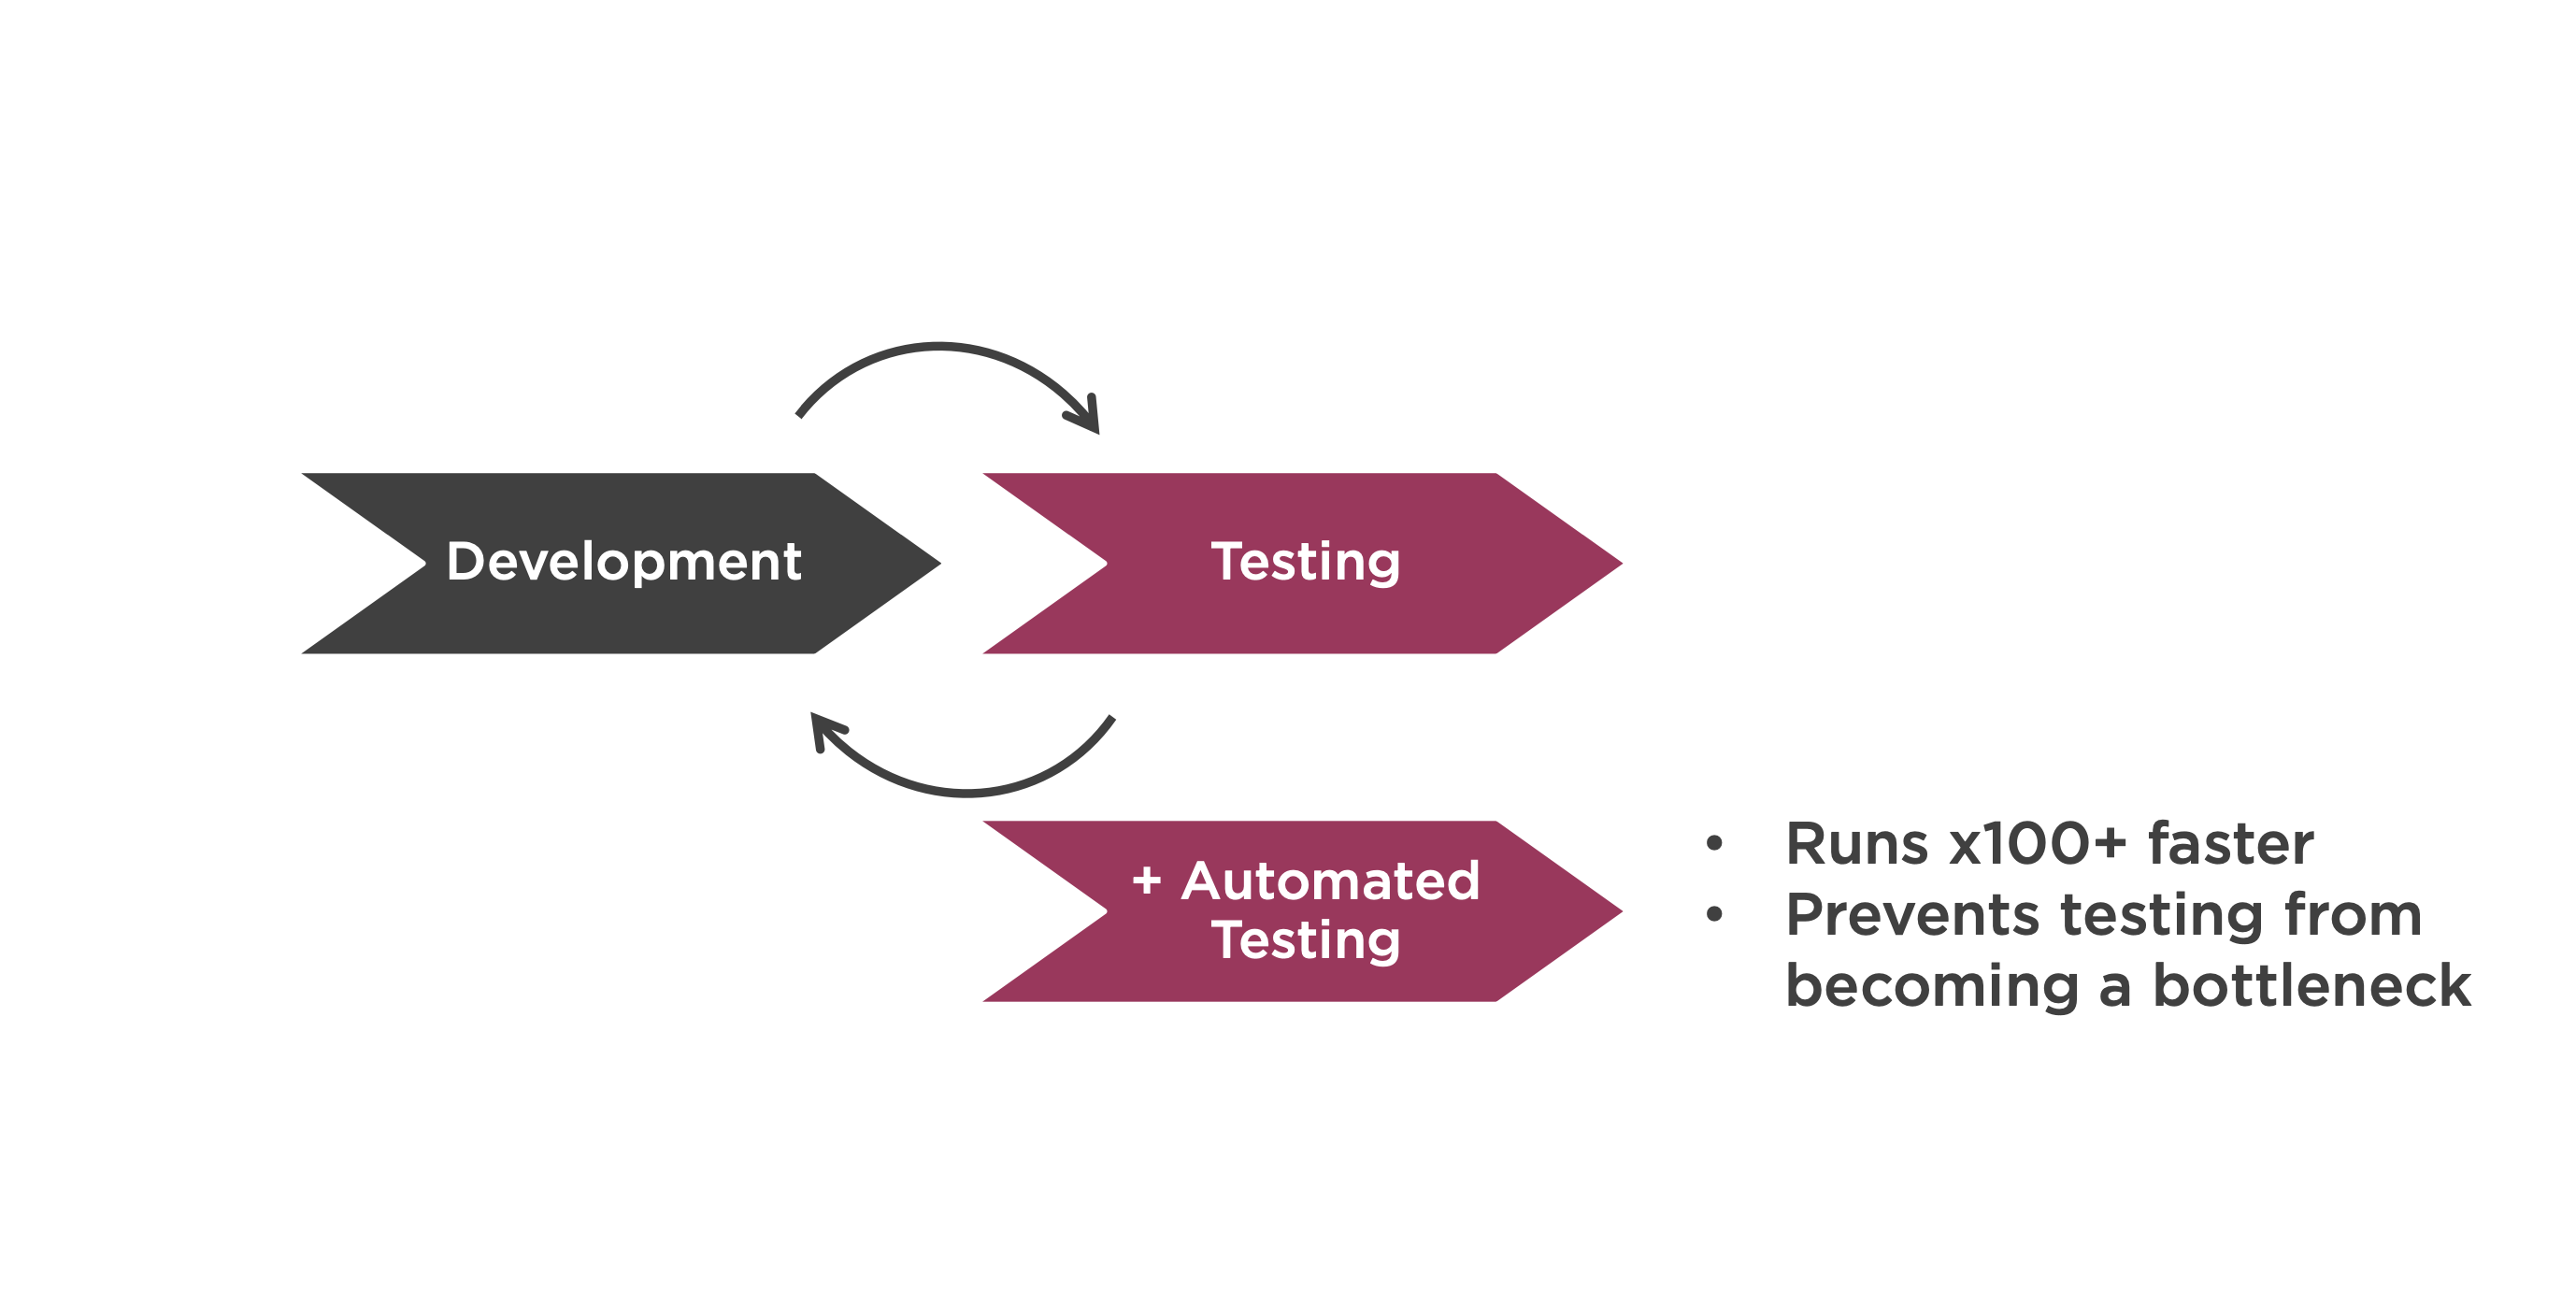 Development
Testing
+ Automated
Testing
• Runs x100+ faster
• Prevents testing from
becoming a bottleneck